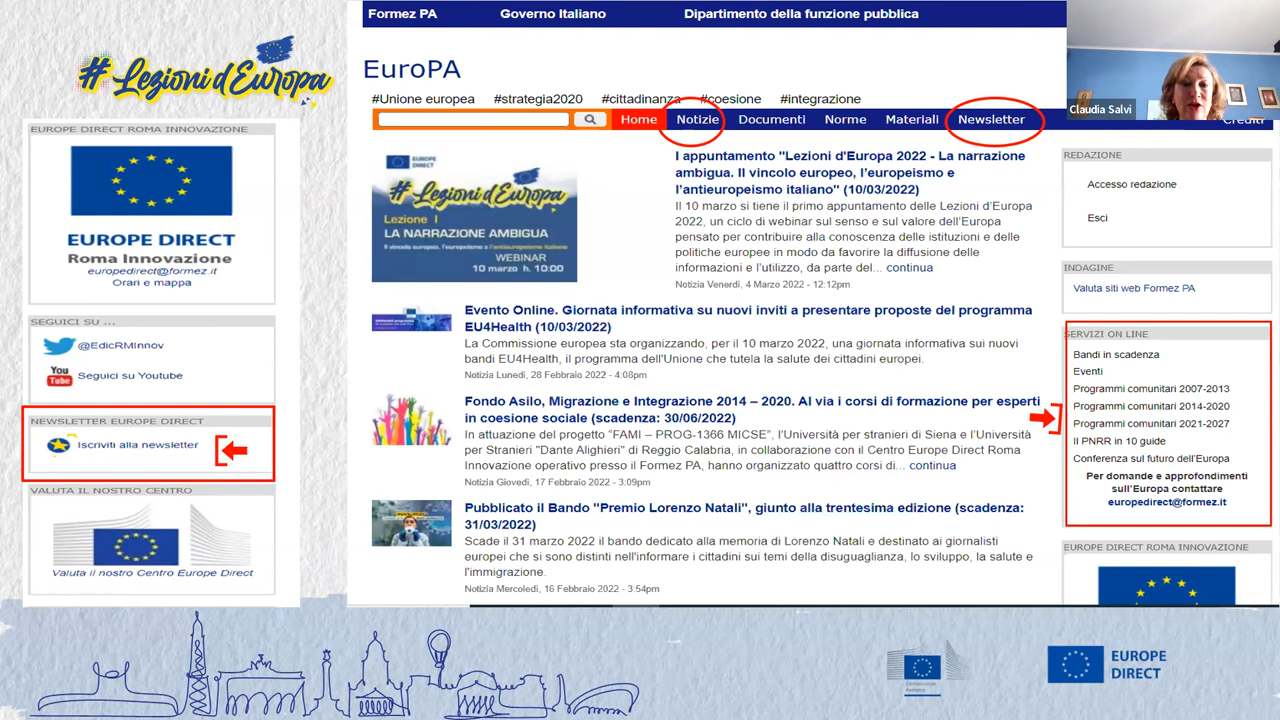 Formez PA
Governo Italiano
Dipartimento della funzione pubblica
# Lezioni d'Europa
EuroPA
#Unione europea #strategia2020 #cittadinanza #coesione #integrazione
Claudia Salvi
Home Notizie Documenti Norme Materiali Newsletter Crediti
EUROPE DIRECT ROMA INNOVAZIONE
EUROPE DIRECT
Roma Innovazione
europedirect@formez.it
Orari e mappa
SEGUICI SU ...
@EdicRMInnov
You
Tube
Seguici su Youtube
NEWSLETTER EUROPE DIRECT
Iscriviti alla newsletter
VALUTA IL NOSTRO CENTRO
Valuta il nostro Centro Europe Direct
EUROPE
DIRECT
# Lezioni d'Europa
Lezione I
LA NARRAZIONE AMBIGUA
Il vincolo europeo, l'europeismo e l'antieuropeismo italiano
WEBINAR
10 marzo h. 10:00
I appuntamento "Lezioni d'Europa 2022 - La narrazione
ambigua. Il vincolo europeo, l'europeismo e
l'antieuropeismo italiano" (10/03/2022)
Il 10 marzo si tiene il primo appuntamento delle Lezioni d'Europa
2022, un ciclo di webinar sul senso e sul valore dell'Europa
pensato per contribuire alla conoscenza delle istituzioni e delle
politiche europee in modo da favorire la diffusione delle
informazioni e l'utilizzo, da parte del... continua
Notizia Venerdì, 4 Marzo 2022 - 12:12pm
Evento Online. Giornata informativa su nuovi inviti a presentare proposte del programma
EU4Health (10/03/2022)
La Commissione europea sta organizzando, per il 10 marzo 2022, una giornata informativa sui nuovi
bandi EU4Health, il programma dell'Unione che tutela la salute dei cittadini europei.
Notizia Lunedì, 28 Febbraio 2022 - 4:08pm
Fondo Asilo, Migrazione e Integrazione 2014 – 2020. Al via i corsi di formazione per esperti
in coesione sociale (scadenza: 30/06/2022)
In attuazione del progetto “FAMI – PROG-1366 MICSE”, l'Università per stranieri di Siena e l'Università
per Stranieri "Dante Alighieri" di Reggio Calabria, in collaborazione con il Centro Europe Direct Roma
Innovazione operativo presso il Formez PA, hanno organizzato quattro corsi di... continua
Notizia Giovedì, 17 Febbraio 2022 - 3:09pm
Pubblicato il Bando "Premio Lorenzo Natali", giunto alla trentesima edizione (scadenza:
31/03/2022)
Scade il 31 marzo 2022 il bando dedicato alla memoria di Lorenzo Natali e destinato ai giornalisti
europei che si sono distinti nell'informare i cittadini sui temi della disuguaglianza, lo sviluppo, la salute e
l'immigrazione.
Notizia Mercoledì, 16 Febbraio 2022 - 3:54pm
REDAZIONE
Accesso redazione
Esci
INDAGINE
Valuta siti web Formez PA
SERVIZI ON LINE
Bandi in scadenza
Eventi
Programmi comunitari 2007-2013
Programmi comunitari 2014-2020
Programmi comunitari 2021-2027
Il PNRR in 10 guide
Conferenza sul futuro dell'Europa
Per domande e approfondimenti
sull'Europa contattare
europedirect@formez.it
EUROPE DIRECT ROMA INNOVAZIONE
EUROPE
DIRECT